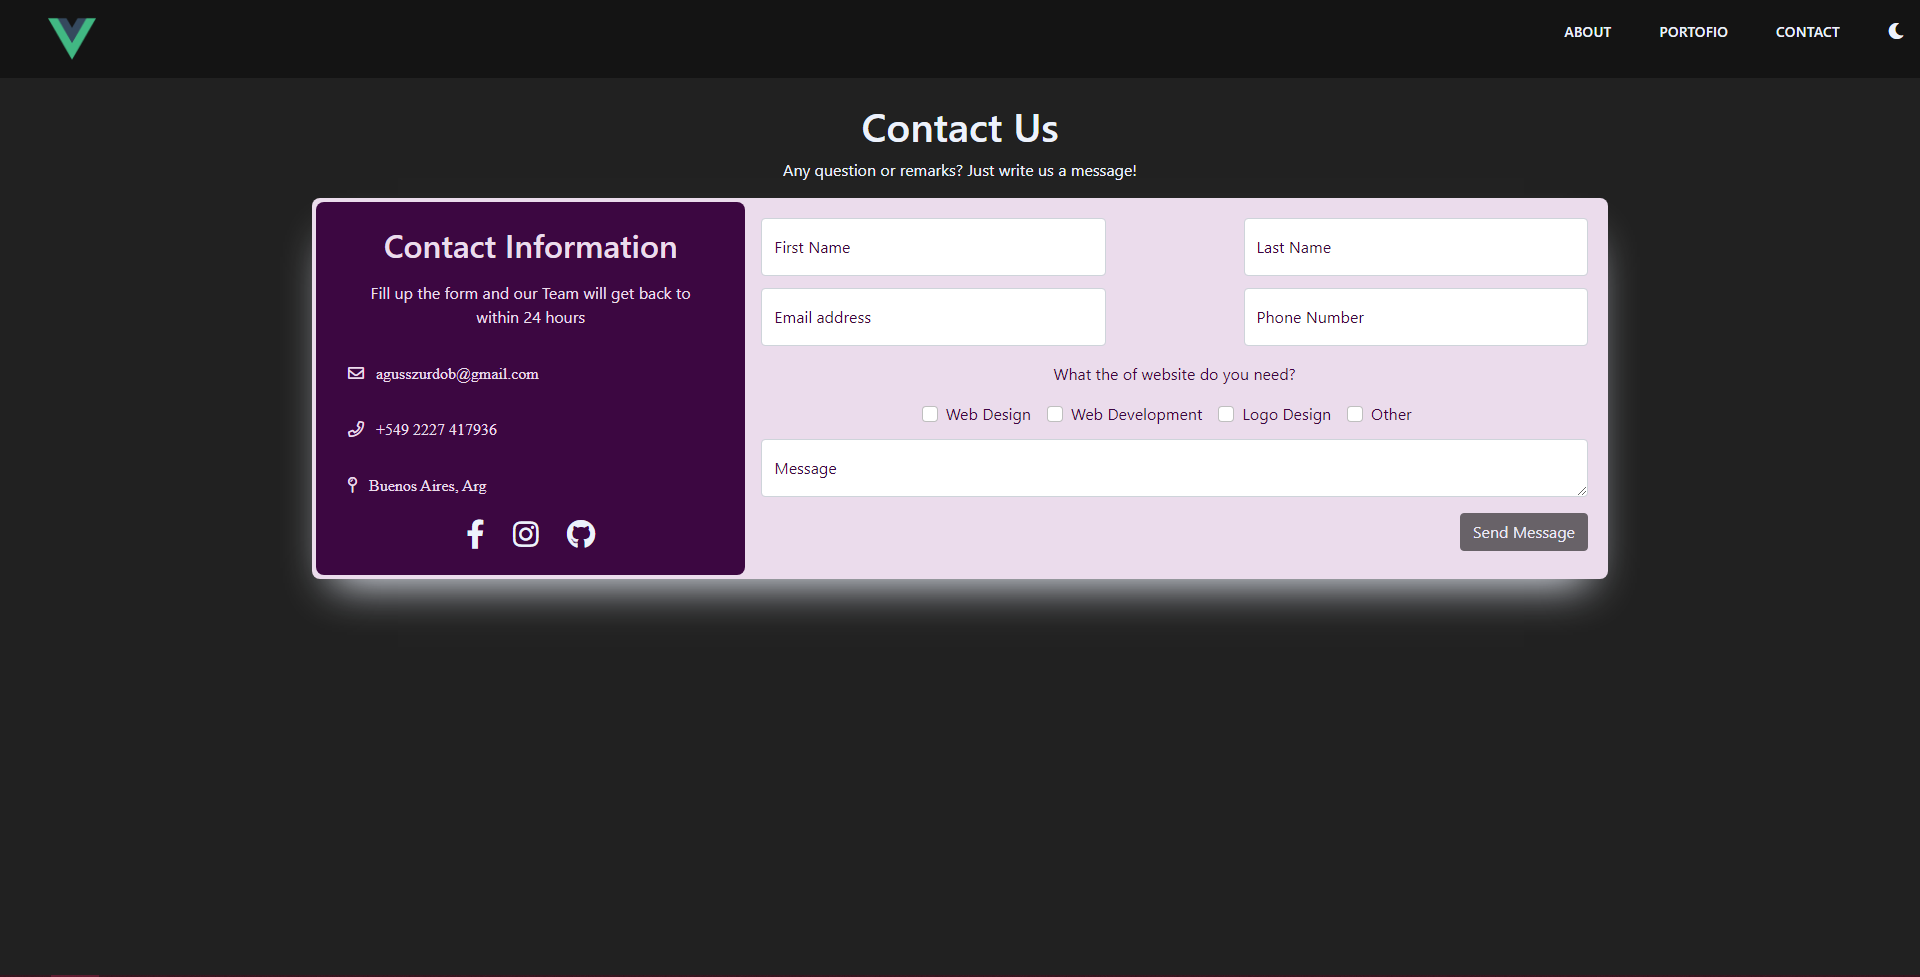 ABOUT PORTOFIO CONTACT
Contact Us
Any question or remarks? Just write us a message!
Contact Information
Fill up the form and our Team will get back to
within 24 hours
agusszurdob@gmail.com
+549 2227 417936
Buenos Aires, Arg
First Name Last Name
Email address Phone Number
What the of website do you need?
Web Design Web Development Logo Design Other
Message
Send Message